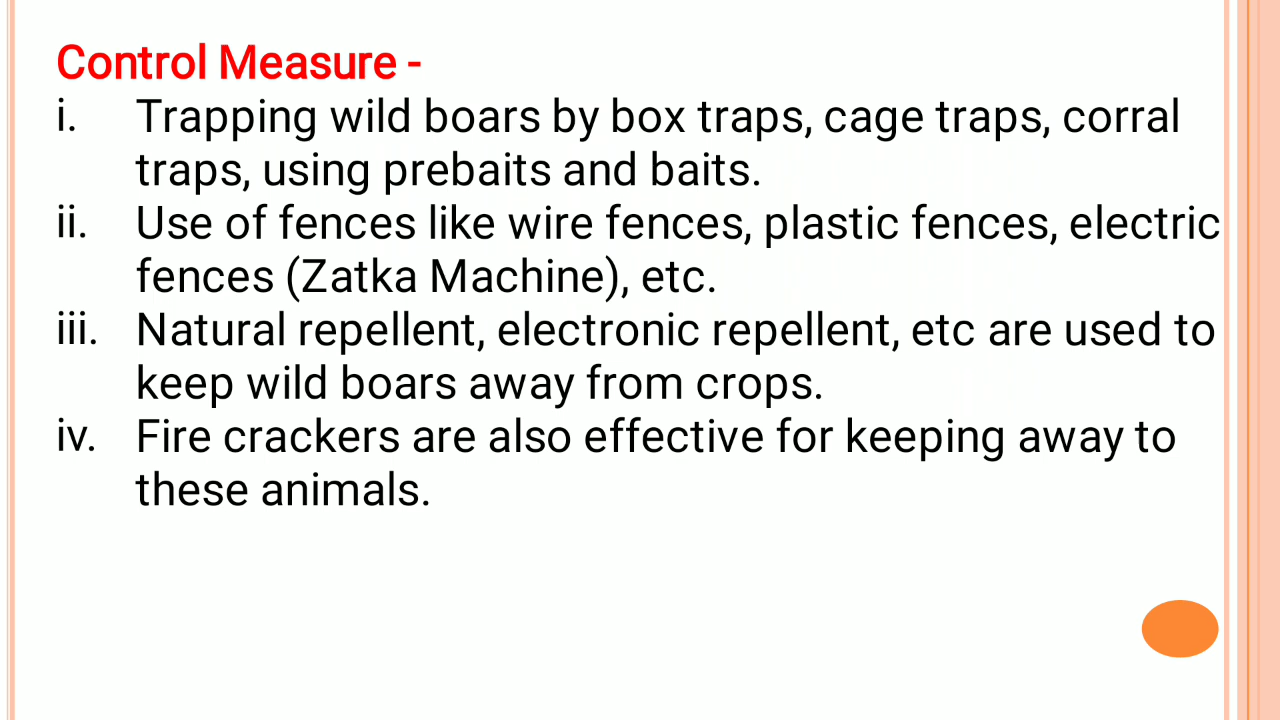 Control Measure -
i. Trapping wild boars by box traps, cage traps, corral
traps, using prebaits and baits.
ii. Use of fences like wire fences, plastic fences, electric
fences (Zatka Machine), etc.
iii. Natural repellent, electronic repellent, etc are used to
keep wild boars away from crops.
iv. Fire crackers are also effective for keeping away to
these animals.